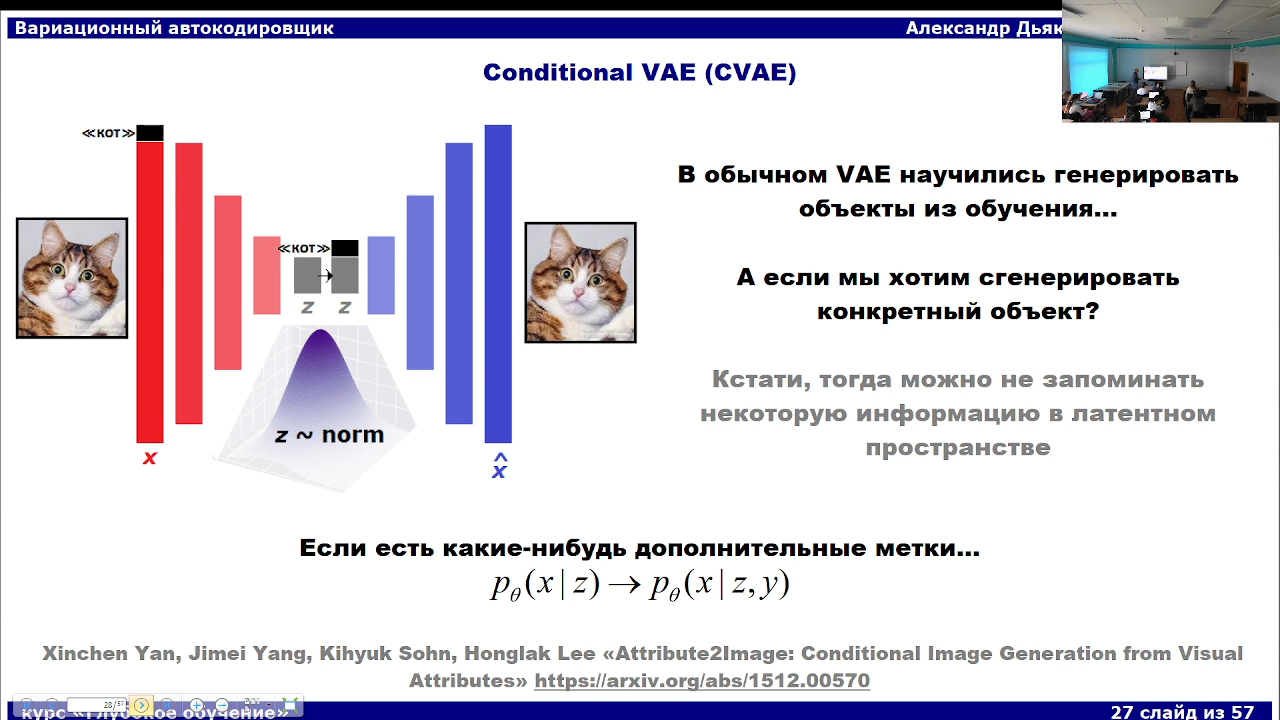 Вариационный автокодировщик
Александр Дьяк
Conditional VAE (CVAE)
≪кот≫
≪кот≫
z z
z ~ norm
x
^
x
В обычном VAE научились генерировать
объекты из обучения...
А если мы хотим сгенерировать
конкретный объект?
Кстати, тогда можно не запоминать
некоторую информацию в латентном
пространстве
Если есть какие-нибудь дополнительные метки...
pθ(x | z) → pθ(x | z, y)
Xinchen Yan, Jimei Yang, Kihyuk Sohn, Honglak Lee «Attribute2Image: Conditional Image Generation from Visual
Attributes» https://arxiv.org/abs/1512.00570
28/57
курс «Глубокое обучение»
27 слайд из 57